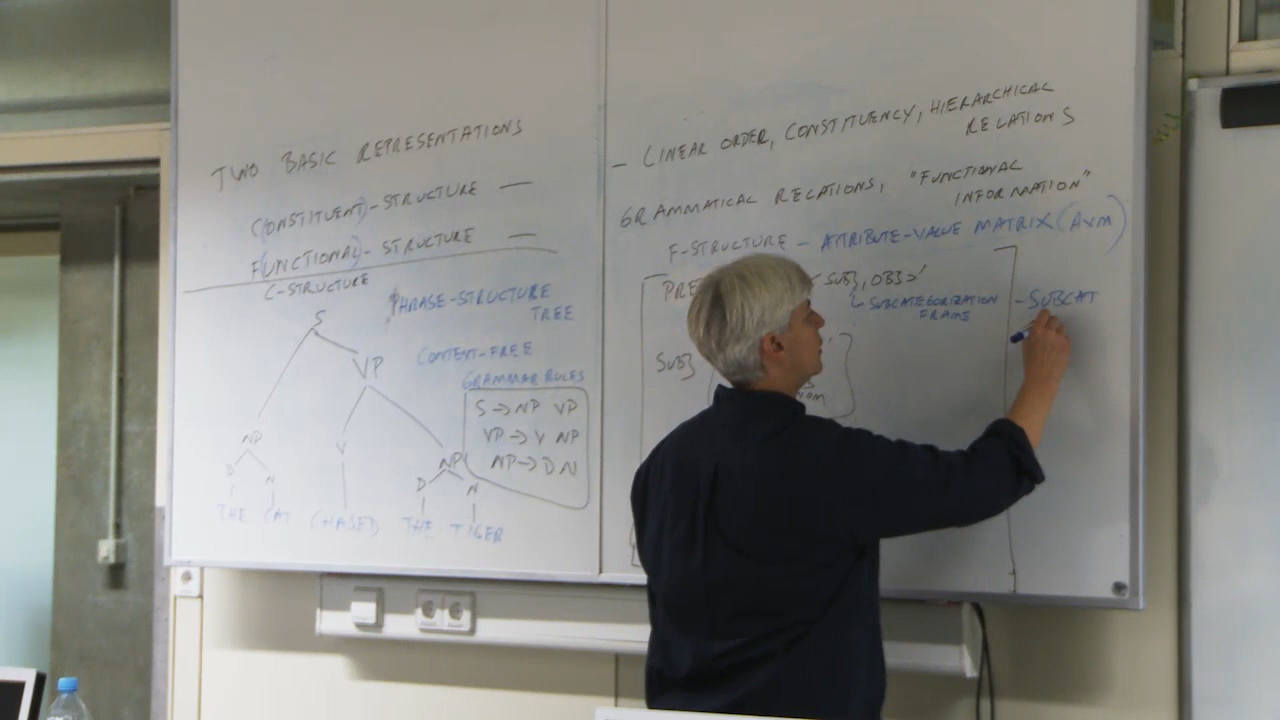 TWO BASIC REPRESENTATIONS
C(ONSTITUENT)-STRUCTURE —
F(UNCTIONAL)-STRUCTURE —
C-STRUCTURE
PHRASE-STRUCTURE
TREE
S
VP
CONTEXT-FREE
GRAMMAR RULES
S → NP VP
VP → V NP
NP → D N
NP
V
NP
D N
D N
THE CAT CHASED THE TIGER
- LINEAR ORDER, CONSTITUENCY, HIERARCHICAL
RELATIONS
GRAMMATICAL RELATIONS, "FUNCTIONAL
INFORMATION"
F-STRUCTURE - ATTRIBUTE-VALUE MATRIX (AVM)
SUBJ, OBJ >'
SUBCATEGORIZATION
FRAME
- SUBCAT
SUBJ